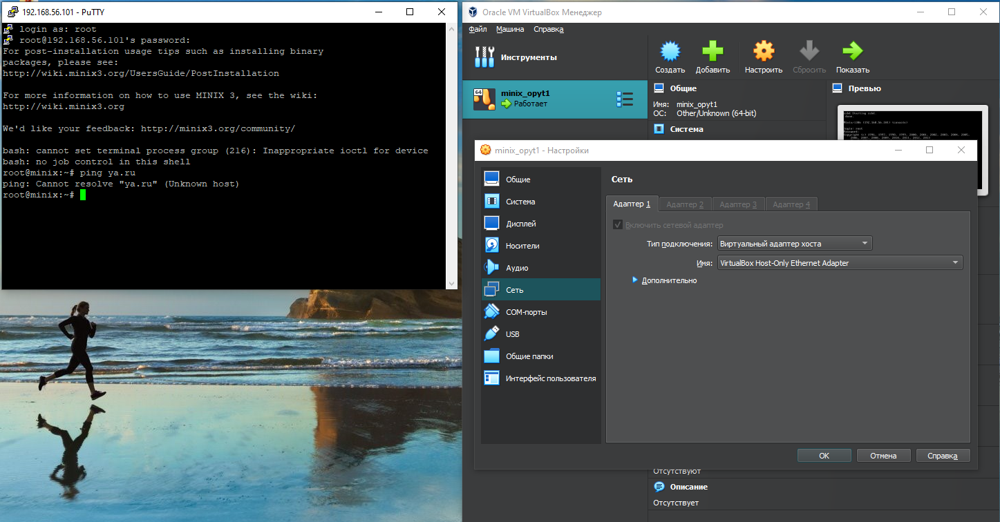 192.168.56.101 - PuTTY
login as: root
root@192.168.56.101's password:
For post-installation usage tips such as installing binary
packages, please see:
http://wiki.minix3.org/UsersGuide/PostInstallation
For more information on how to use MINIX 3, see the wiki:
http://wiki.minix3.org
We'd like your feedback: http://minix3.org/community/
bash: cannot set terminal process group (216): Inappropriate ioctl for device
bash: no job control in this shell
root@minix:~# ping ya.ru
ping: Cannot resolve "ya.ru" (Unknown host)
root@minix:~#
Oracle VM VirtualBox Менеджер
Файл Машина Справка
Инструменты
Создать Добавить Настроить Сбросить Показать
64
minix_opyt1
Работает
Общие
Имя: minix_opyt1
ОС: Other/Unknown (64-bit)
Система
Превью
login: root
Password:
minix_opyt1 - Настройки
Общие
Система
Дисплей
Носители
Аудио
Сеть
COM-порты
USB
Общие папки
Интерфейс пользователя
Сеть
Адаптер 1 Адаптер 2 Адаптер 3 Адаптер 4
Включить сетевой адаптер
Тип подключения: Виртуальный адаптер хоста
Имя: VirtualBox Host-Only Ethernet Adapter
Дополнительно
OK Отмена Справка
Отсутствуют
Описание
Отсутствует